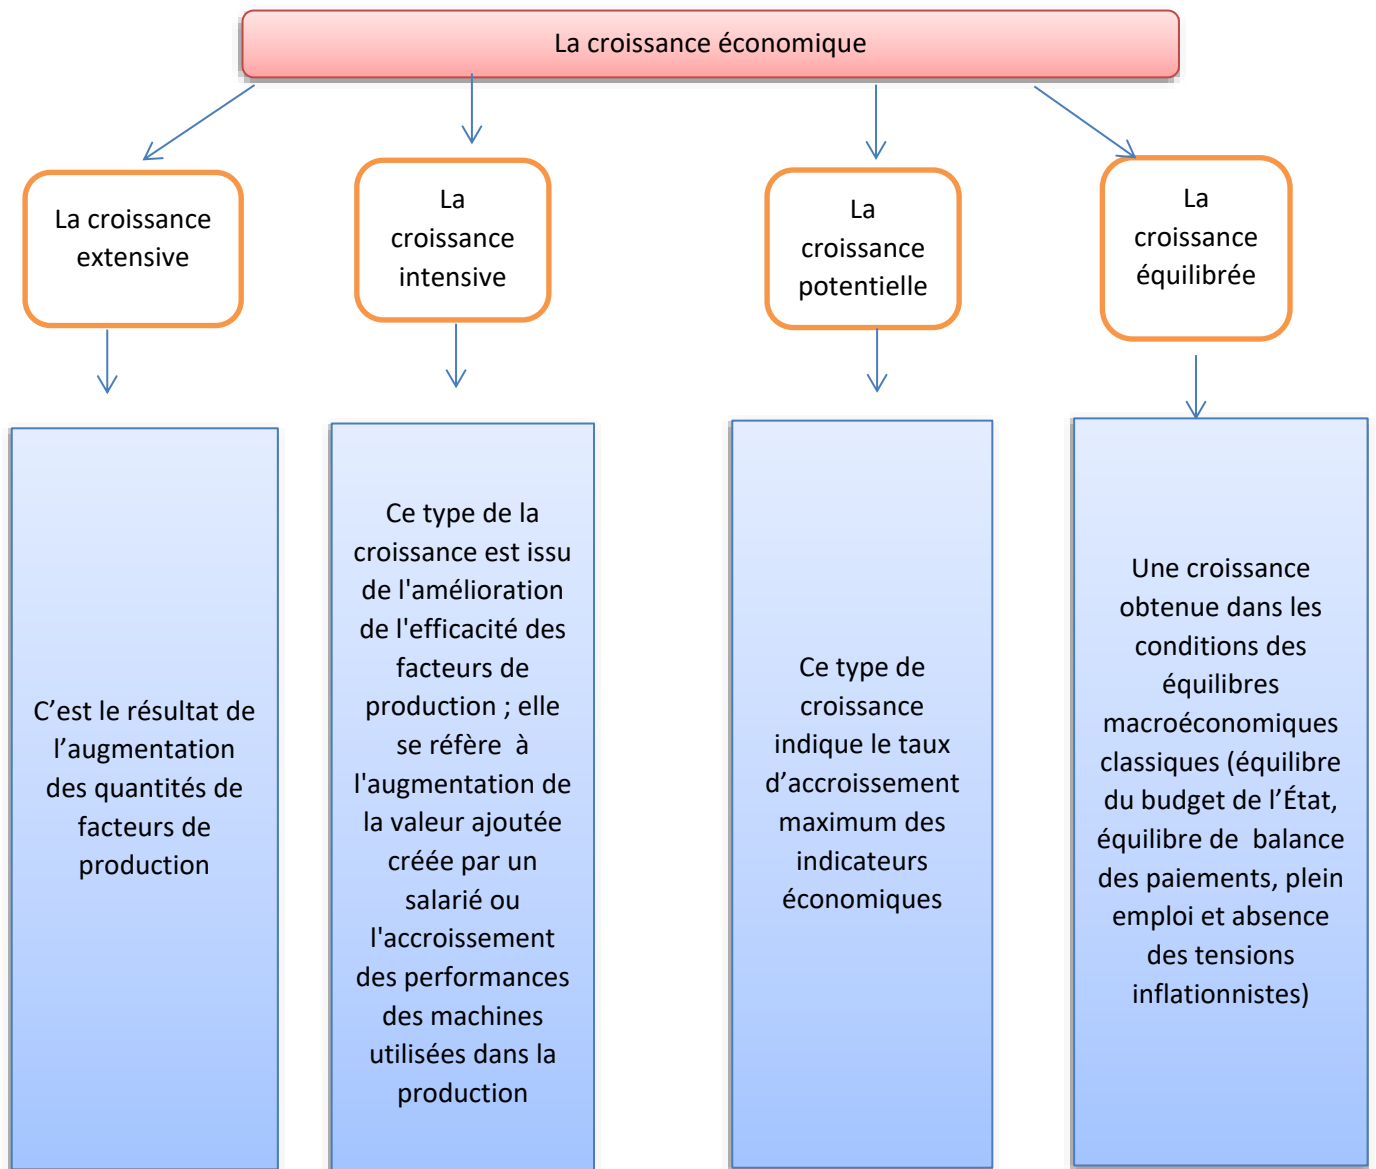 La croissance économique
La croissance
extensive
La
croissance
intensive
La
croissance
potentielle
La
croissance
équilibrée
C’est le résultat de
l’augmentation
des quantités de
facteurs de
production
Ce type de la
croissance est issu
de l'amélioration
de l'efficacité des
facteurs de
production ; elle
se réfère  à
l'augmentation de
la valeur ajoutée
créée par un
salarié ou
l'accroissement
des performances
des machines
utilisées dans la
production
Ce type de
croissance
indique le taux
d’accroissement
maximum des
indicateurs
économiques
Une croissance
obtenue dans les
conditions des
équilibres
macroéconomiques
classiques (équilibre
du budget de l’État,
équilibre de  balance
des paiements, plein
emploi et absence
des tensions
inflationnistes)